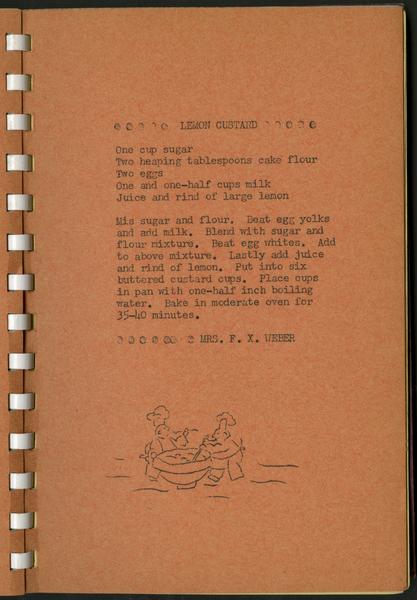 LEMON CUSTARD
One cup sugar
Two heaping tablespoons cake flour
Two eggs
One and one-half cups milk
Juice and rind of large lemon
Mis sugar and flour. Beat egg yolks
and add milk. Blend with sugar and
flour mixture. Beat egg whites. Add
to above mixture. Lastly add juice
and rind of lemon. Put into six
buttered custard cups. Place cups
in pan with one-half inch boiling
water. Bake in moderate oven for
35-40 minutes.
MRS. F. X. WEBER